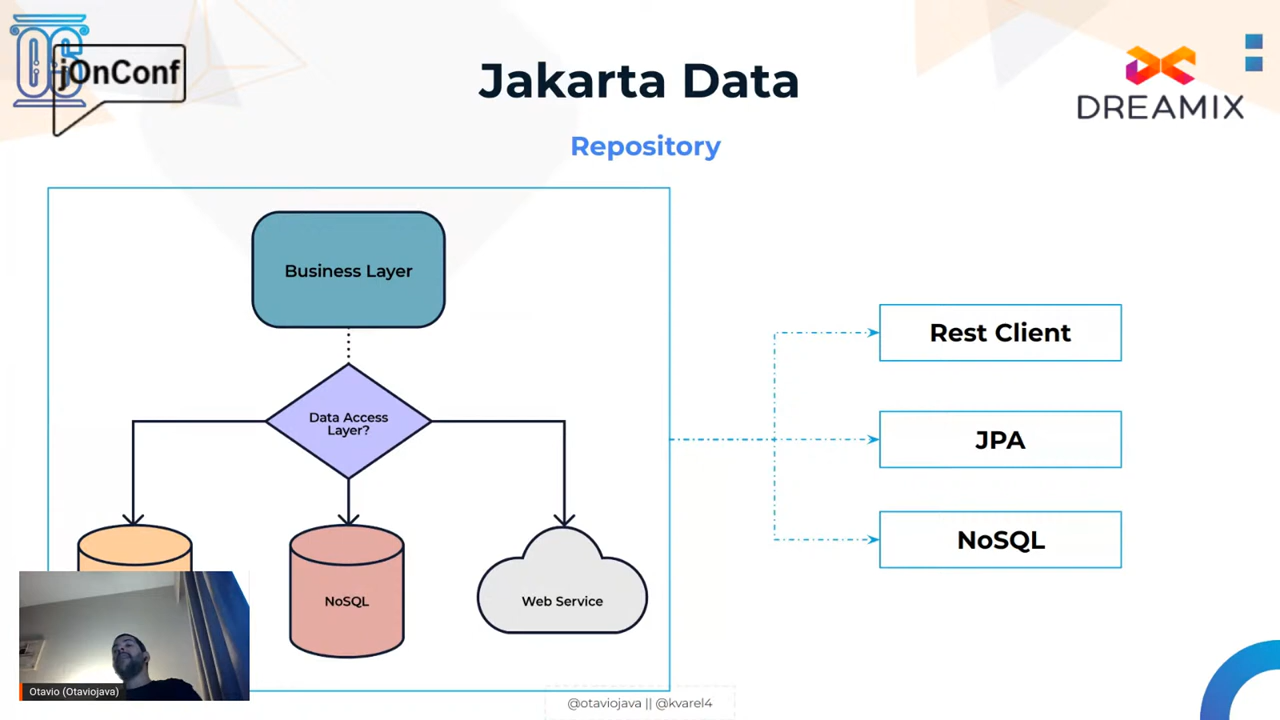 jOnConf
Jakarta Data
DREAMIX
Repository
Business Layer
Data Access
Layer?
NoSQL
Web Service
Rest Client
JPA
NoSQL
Otavio (Otaviojava)
@otaviojava || @kvarel4